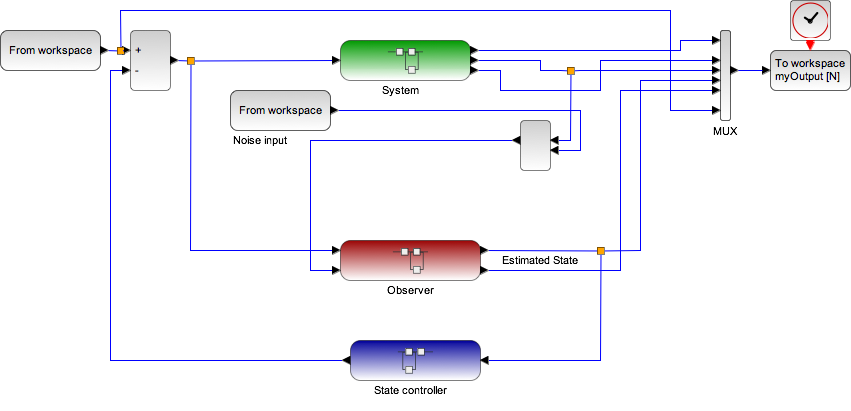 From workspace
+
-
System
From workspace
Noise input
MUX
To workspace
myOutput [N]
Estimated State
Observer
State controller